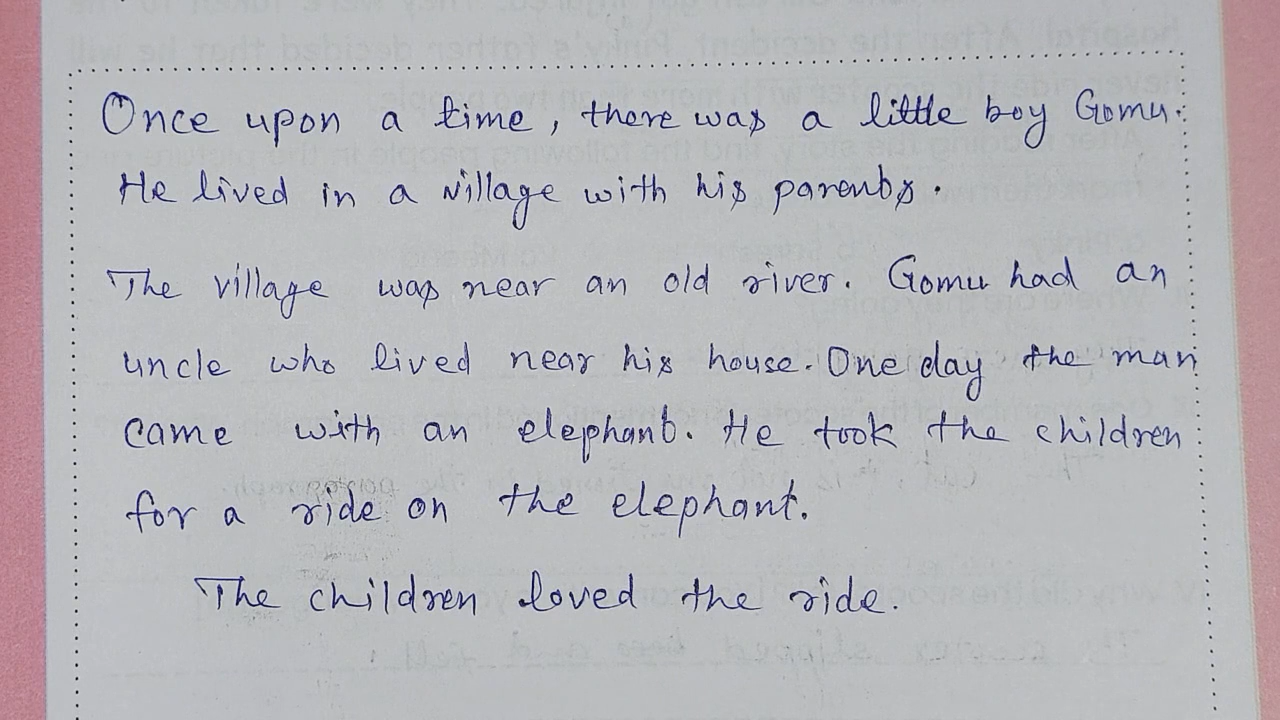 Once upon a time, there was a little boy Gomu.
He lived in a village with his parents.
The village was near an old river. Gomu had an
uncle who lived near his house. One day the man
came with an elephant. He took the children
for a ride on the elephant.
The children loved the ride.